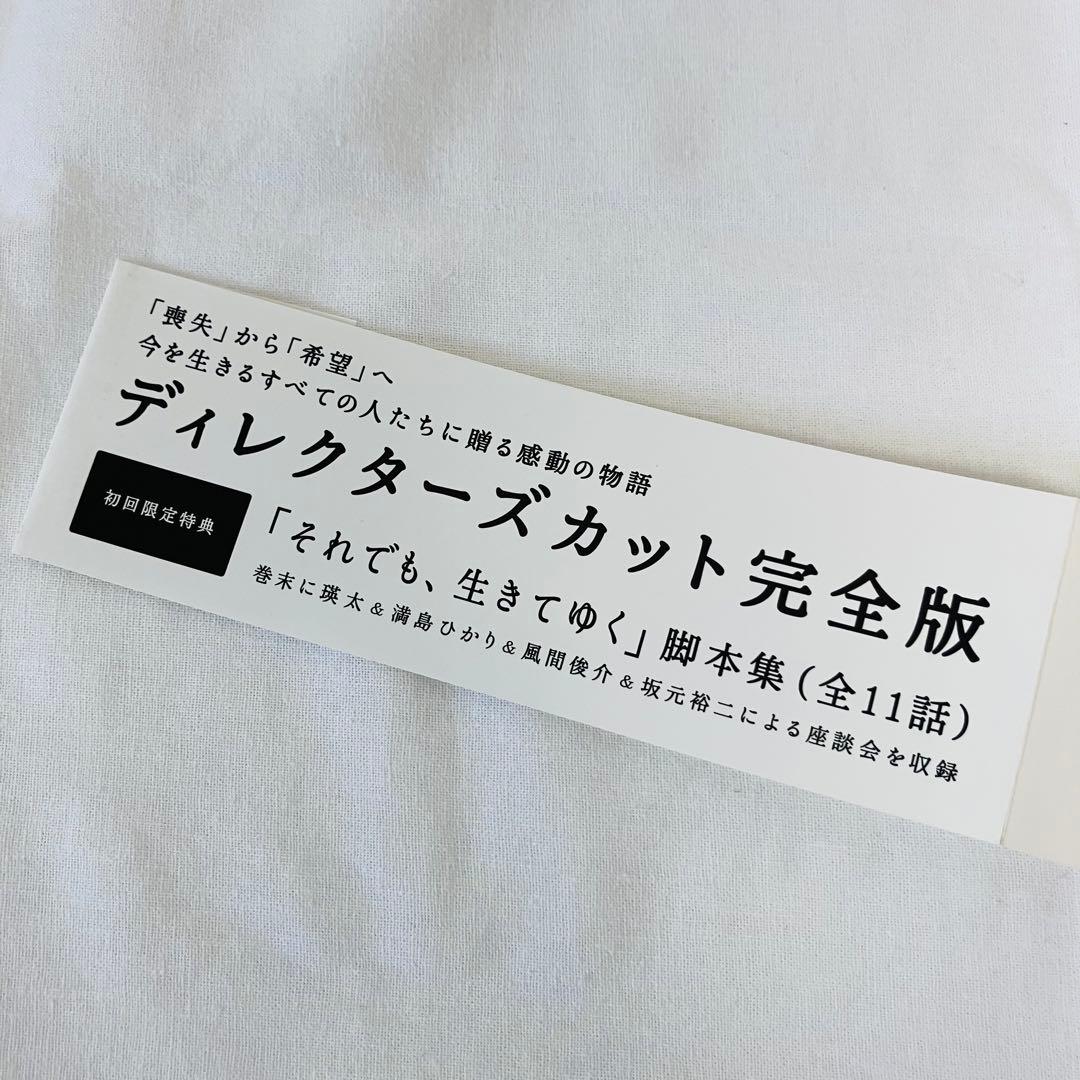 「喪失」から「希望」へ
今を生きるすべての人たちに贈る感動の物語
ディレクターズカット完全版
初回限定特典
「それでも、生きてゆく」脚本集(全11話)
巻末に瑛太&満島ひかり&風間俊介&坂元裕二による座談会を収録